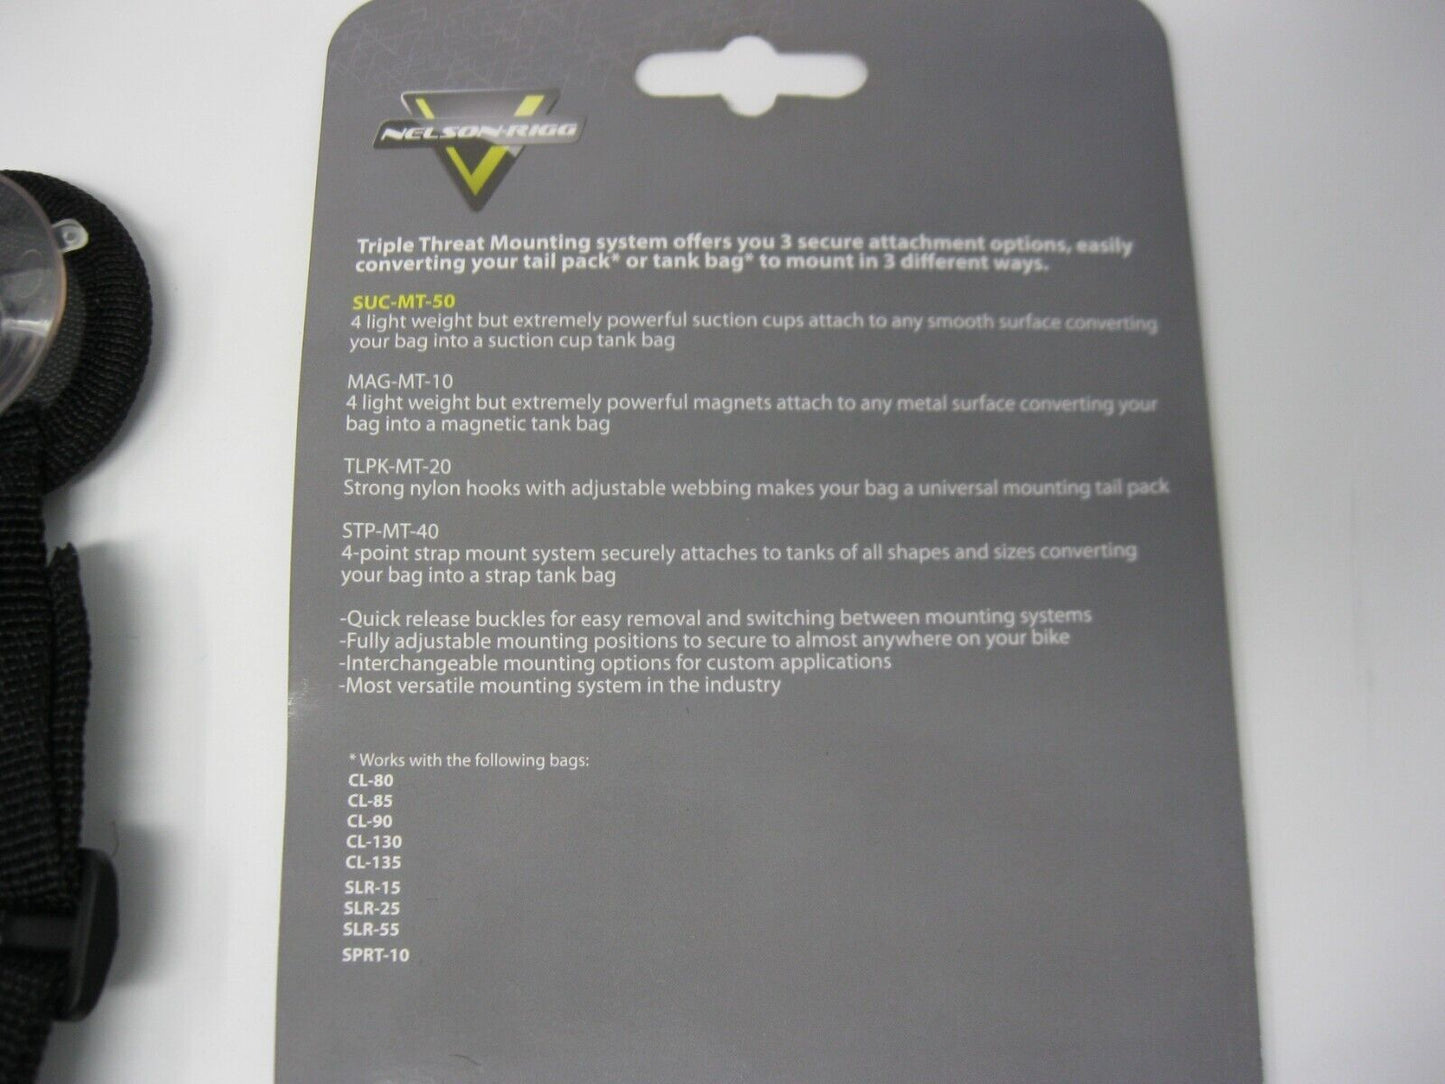 NELSON-RIGG
Triple Threat Mounting system offers you 3 secure attachment options, easily
converting your tail pack* or tank bag* to mount in 3 different ways.
SUC-MT-50
4 light weight but extremely powerful suction cups attach to any smooth surface converting
your bag into a suction cup tank bag
MAG-MT-10
4 light weight but extremely powerful magnets attach to any metal surface converting your
bag into a magnetic tank bag
TLPK-MT-20
Strong nylon hooks with adjustable webbing makes your bag a universal mounting tail pack
STP-MT-40
4-point strap mount system securely attaches to tanks of all shapes and sizes converting
your bag into a strap tank bag
-Quick release buckles for easy removal and switching between mounting systems
-Fully adjustable mounting positions to secure to almost anywhere on your bike
-Interchangeable mounting options for custom applications
-Most versatile mounting system in the industry
* Works with the following bags:
CL-80
CL-85
CL-90
CL-130
CL-135
SLR-15
SLR-25
SLR-55
SPRT-10